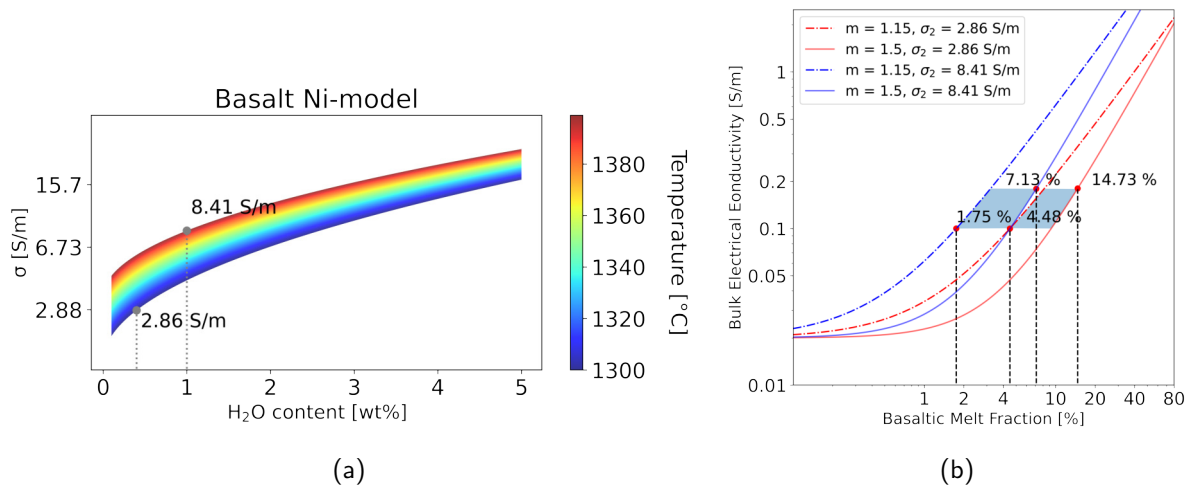 Basalt Ni-model
σ [S/m]
15.7
6.73
2.88
8.41 S/m
2.86 S/m
0 1 2 3 4 5
H₂O content [wt%]
1380
1360
1340
1320
1300
Temperature [°C]
(a)
m = 1.15, σ₂ = 2.86 S/m
m = 1.5, σ₂ = 2.86 S/m
m = 1.15, σ₂ = 8.41 S/m
m = 1.5, σ₂ = 8.41 S/m
Bulk Electrical Eonductivity [S/m]
1
0.5
0.2
0.1
0.05
0.01
7.13 %
14.73 %
1.75 %
4.48 %
1 2 4 10 20 40 80
Basaltic Melt Fraction [%]
(b)